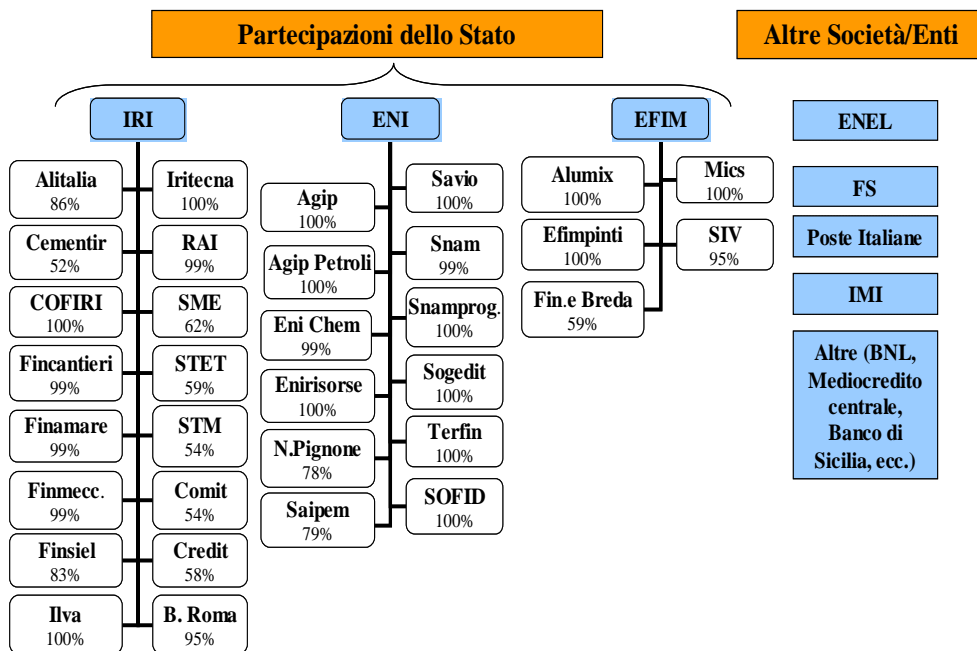 Partecipazioni dello Stato
Altre Società/Enti
IRI
ENI
EFIM
Alitalia
86%
Iritecna
100%
Cementir
52%
RAI
99%
COFIRI
100%
SME
62%
Fincantieri
99%
STET
59%
Finamare
99%
STM
54%
Finmecc.
99%
Comit
54%
Finsiel
83%
Credit
58%
Ilva
100%
B. Roma
95%
Agip
100%
Savio
100%
Agip Petroli
100%
Snam
99%
Eni Chem
99%
Snamprog.
100%
Enirisorse
100%
Sogedit
100%
N.Pignone
78%
Terfin
100%
Saipem
79%
SOFID
100%
Alumix
100%
Mics
100%
Efimpinti
100%
SIV
95%
Fin.e Breda
59%
ENEL
FS
Poste Italiane
IMI
Altre (BNL,
Mediocredito
centrale,
Banco di
Sicilia, ecc.)